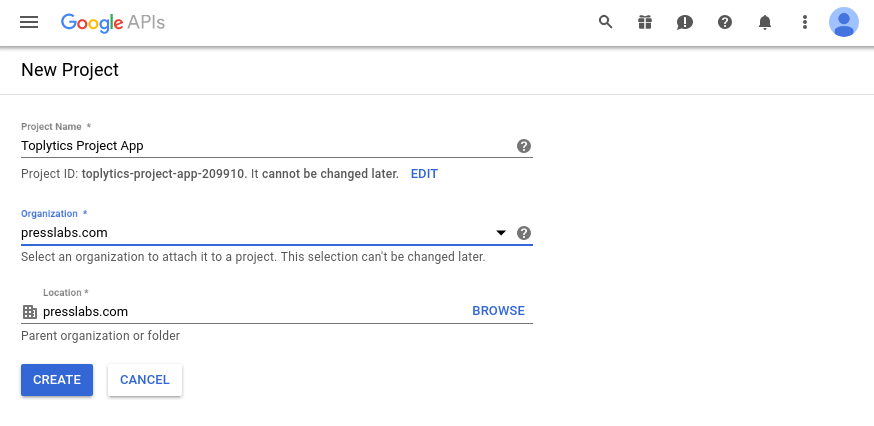 Google APIs
New Project
Project Name *
Toplytics Project App
Project ID: toplytics-project-app-209910. It cannot be changed later. EDIT
Organization *
presslabs.com
Select an organization to attach it to a project. This selection can't be changed later.
Location *
presslabs.com BROWSE
Parent organization or folder
CREATE CANCEL